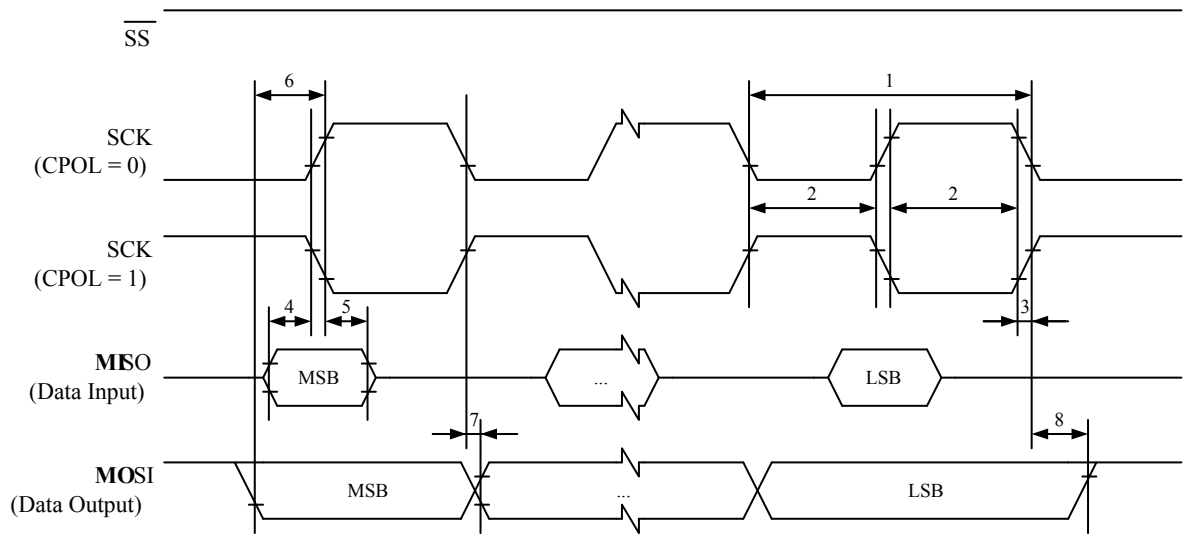 SS
6
1
SCK
(CPOL = 0)
2
2
SCK
(CPOL = 1)
4
5
3
MISO
(Data Input)
MSB
...
LSB
7
8
MOSI
(Data Output)
MSB
...
LSB